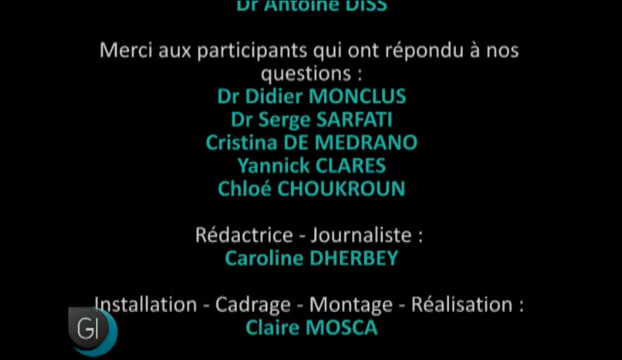 Dr Antoine DISS
Merci aux participants qui ont répondu à nos
questions :
Dr Didier MONCLUS
Dr Serge SARFATI
Cristina DE MEDRANO
Yannick CLARES
Chloé CHOUKROUN
Rédactrice - Journaliste :
Caroline DHERBEY
Installation - Cadrage - Montage - Réalisation :
Claire MOSCA
GI